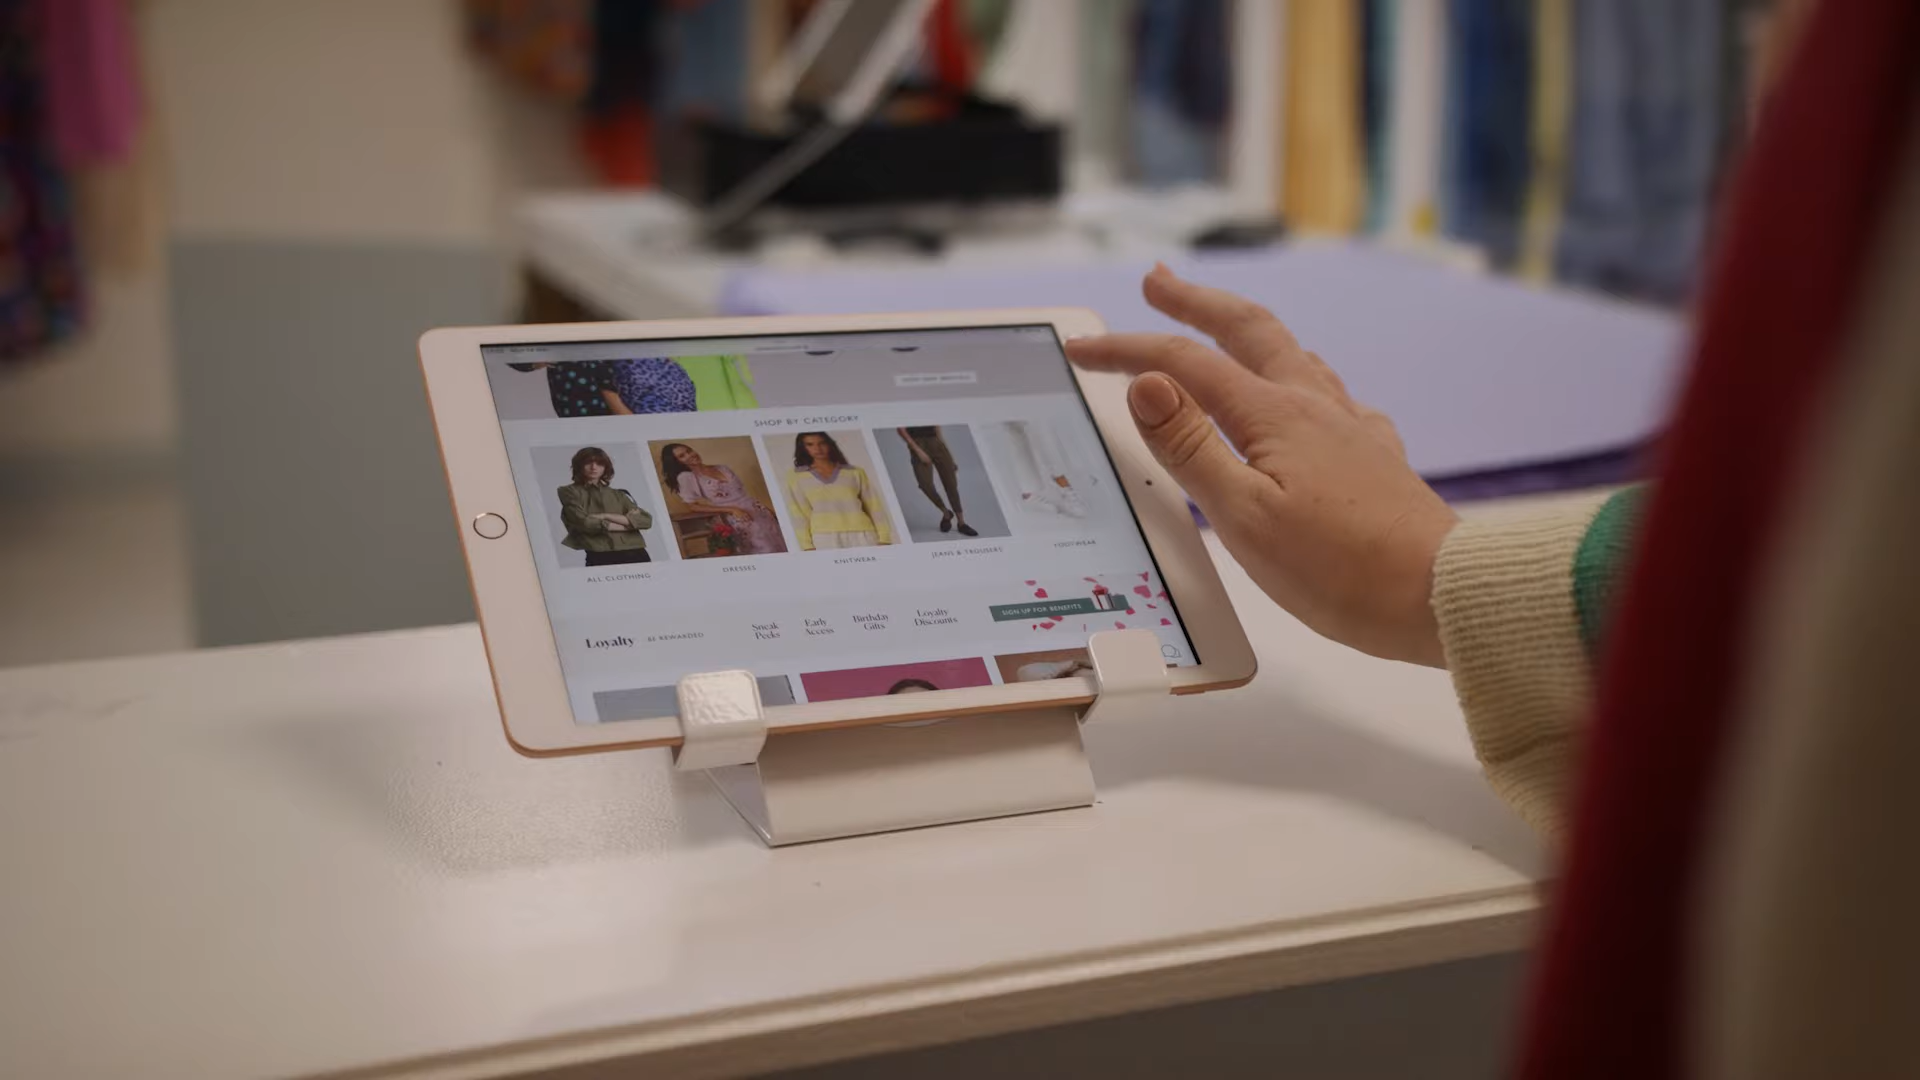 SHOP BY CATEGORY
ALL CLOTHING
DRESSES
KNITWEAR
JEANS & TROUSERS
FOOTWEAR
Loyalty BE REWARDED
Sneak
Peeks
Early
Access
Birthday
Gifts
Loyalty
Discounts
SIGN UP FOR BENEFITS